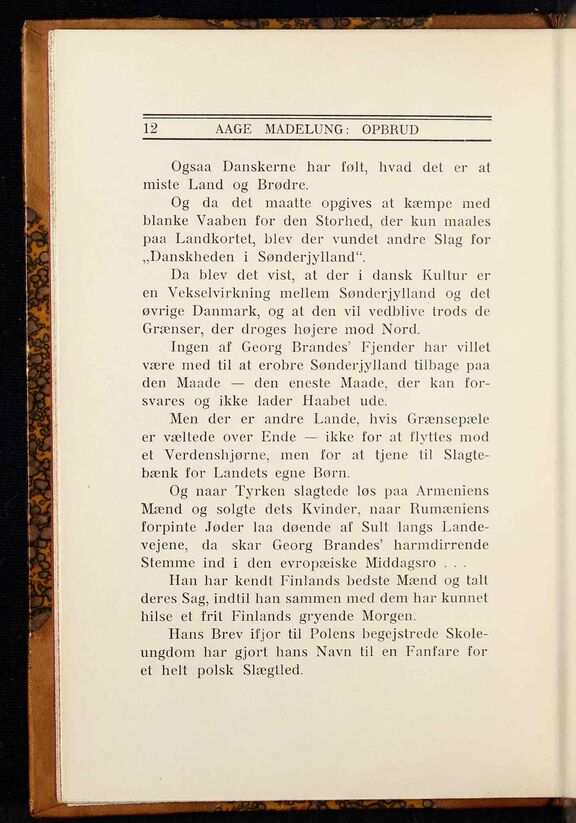 12 AAGE MADELUNG: OPBRUD
Ogsaa Danskerne har følt, hvad det er at
miste Land og Brødre.
Og da det maatte opgives at kæmpe med
blanke Vaaben for den Storhed, der kun maales
paa Landkortet, blev der vundet andre Slag for
„Danskheden i Sønderjylland“.
Da blev det vist, at der i dansk Kultur er
en Vekselvirkning mellem Sønderjylland og det
øvrige Danmark, og at den vil vedblive trods de
Grænser, der droges højere mod Nord.
Ingen af Georg Brandes' Fjender har villet
være med til at erobre Sønderjylland tilbage paa
den Maade — den eneste Maade, der kan for-
svares og ikke lader Haabet ude.
Men der er andre Lande, hvis Grænsepæle
er væltede over Ende — ikke for at flyttes mod
et Verdenshjørne, men for at tjene til Slagte-
bænk for Landets egne Børn.
Og naar Tyrken slagtede løs paa Armeniens
Mænd og solgte dets Kvinder, naar Rumæniens
forpinte Jøder laa døende af Sult langs Lande-
vejene, da skar Georg Brandes' harmdirrende
Stemme ind i den evropæiske Middagsro . . .
Han har kendt Finlands bedste Mænd og talt
deres Sag, indtil han sammen med dem har kunnet
hilse et frit Finlands gryende Morgen.
Hans Brev ifjor til Polens begejstrede Skole-
ungdom har gjort hans Navn til en Fanfare for
et helt polsk Slægtled.